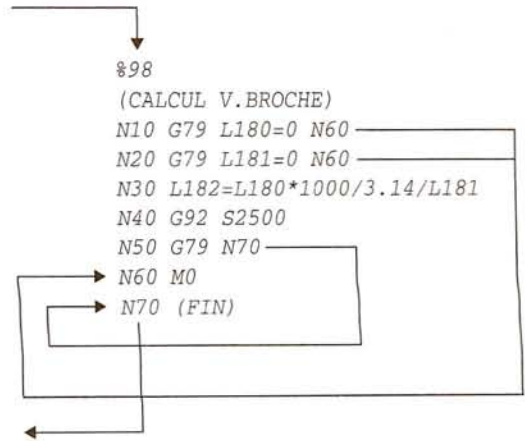 %98
(CALCUL V.BROCHE)
N10 G79 L180=0 N60
N20 G79 L181=0 N60
N30 L182=L180*1000/3.14/L181
N40 G92 S2500
N50 G79 N70
N60 M0
N70 (FIN)